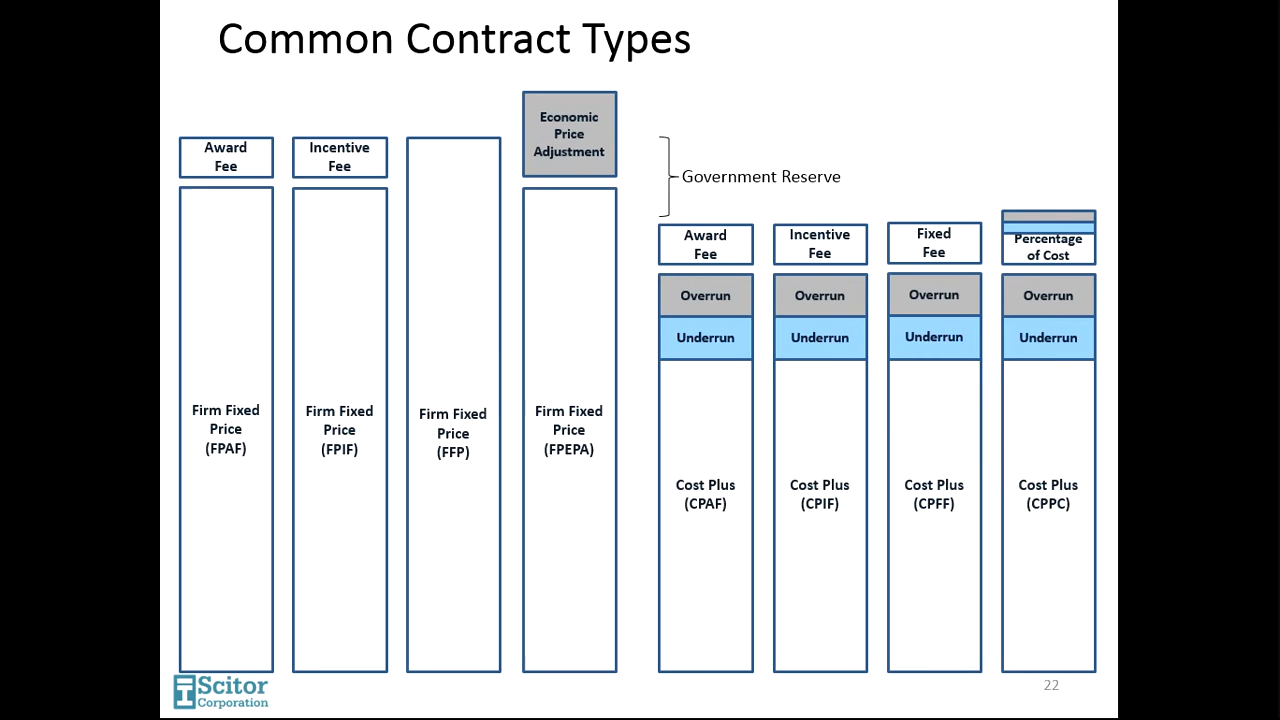 Common Contract Types
Economic
Price
Adjustment
Award
Fee
Incentive
Fee
Government Reserve
Award
Fee
Incentive
Fee
Fixed
Fee
Percentage
of Cost
Overrun
Overrun
Overrun
Overrun
Underrun
Underrun
Underrun
Underrun
Firm Fixed
Price
(FPAF)
Firm Fixed
Price
(FPIF)
Firm Fixed
Price
(FFP)
Firm Fixed
Price
(FPEPA)
Cost Plus
(CPAF)
Cost Plus
(CPIF)
Cost Plus
(CPFF)
Cost Plus
(CPPC)
Scitor
Corporation
22